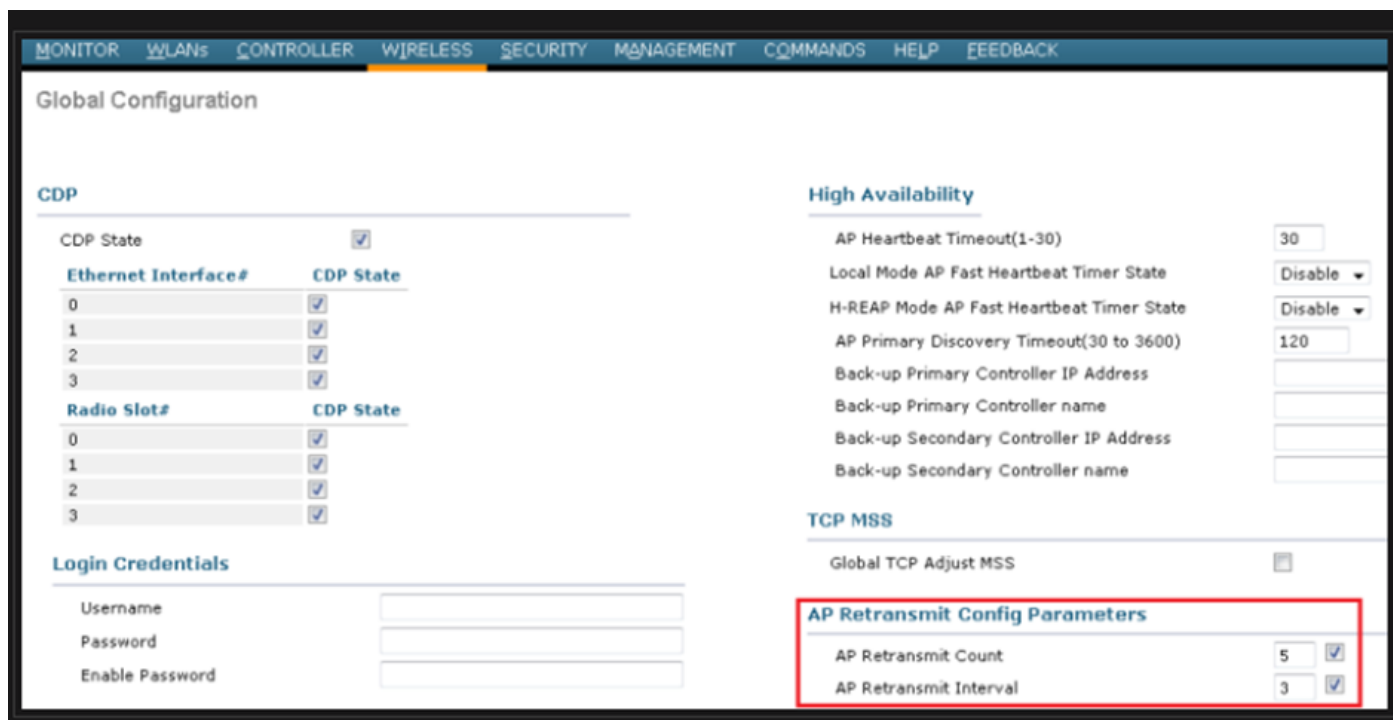 MONITOR WLANs CONTROLLER WIRELESS SECURITY MANAGEMENT COMMANDS HELP FEEDBACK
Global Configuration
CDP
CDP State
Ethernet Interface# CDP State
0
1
2
3
Radio Slot# CDP State
0
1
2
3
Login Credentials
Username
Password
Enable Password
High Availability
AP Heartbeat Timeout(1-30) 30
Local Mode AP Fast Heartbeat Timer State Disable
H-REAP Mode AP Fast Heartbeat Timer State Disable
AP Primary Discovery Timeout(30 to 3600) 120
Back-up Primary Controller IP Address
Back-up Primary Controller name
Back-up Secondary Controller IP Address
Back-up Secondary Controller name
TCP MSS
Global TCP Adjust MSS
AP Retransmit Config Parameters
AP Retransmit Count 5
AP Retransmit Interval 3